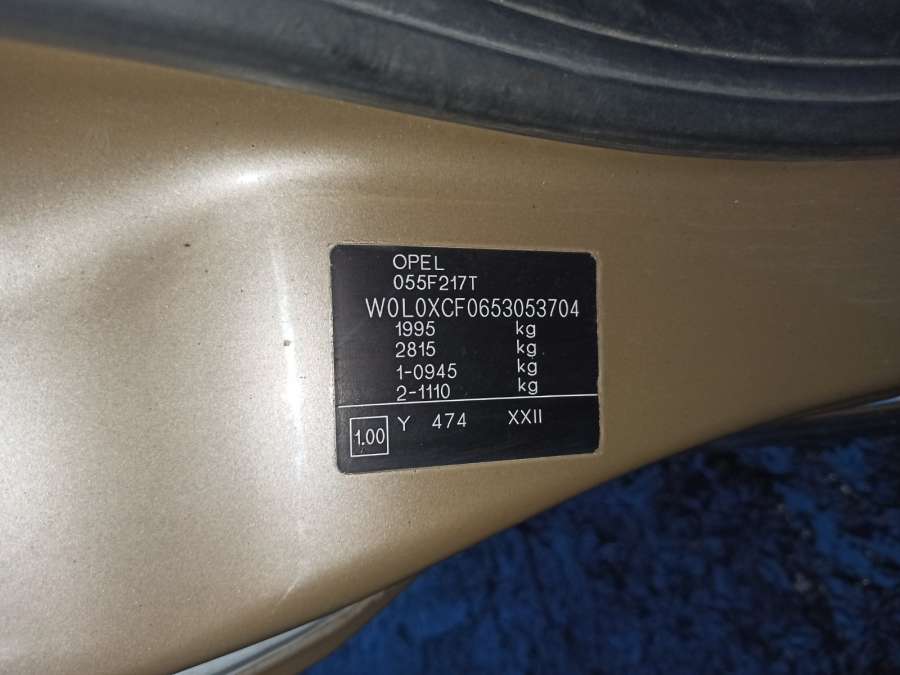 OPEL
055F217T
W0L0XCF0653053704
1995 kg
2815 kg
1-0945 kg
2-1110 kg
1.00 Y 474 XXII